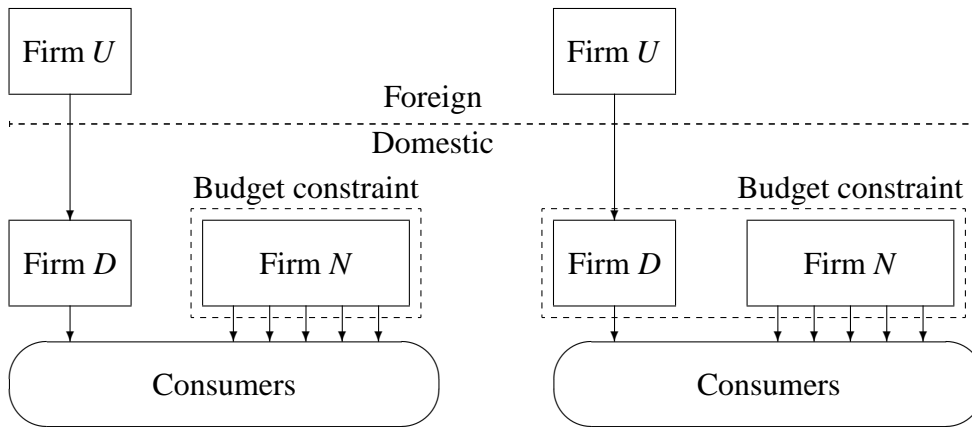 Firm U
Firm U
Foreign
Domestic
Budget constraint
Budget constraint
Firm D
Firm N
Firm D
Firm N
Consumers
Consumers